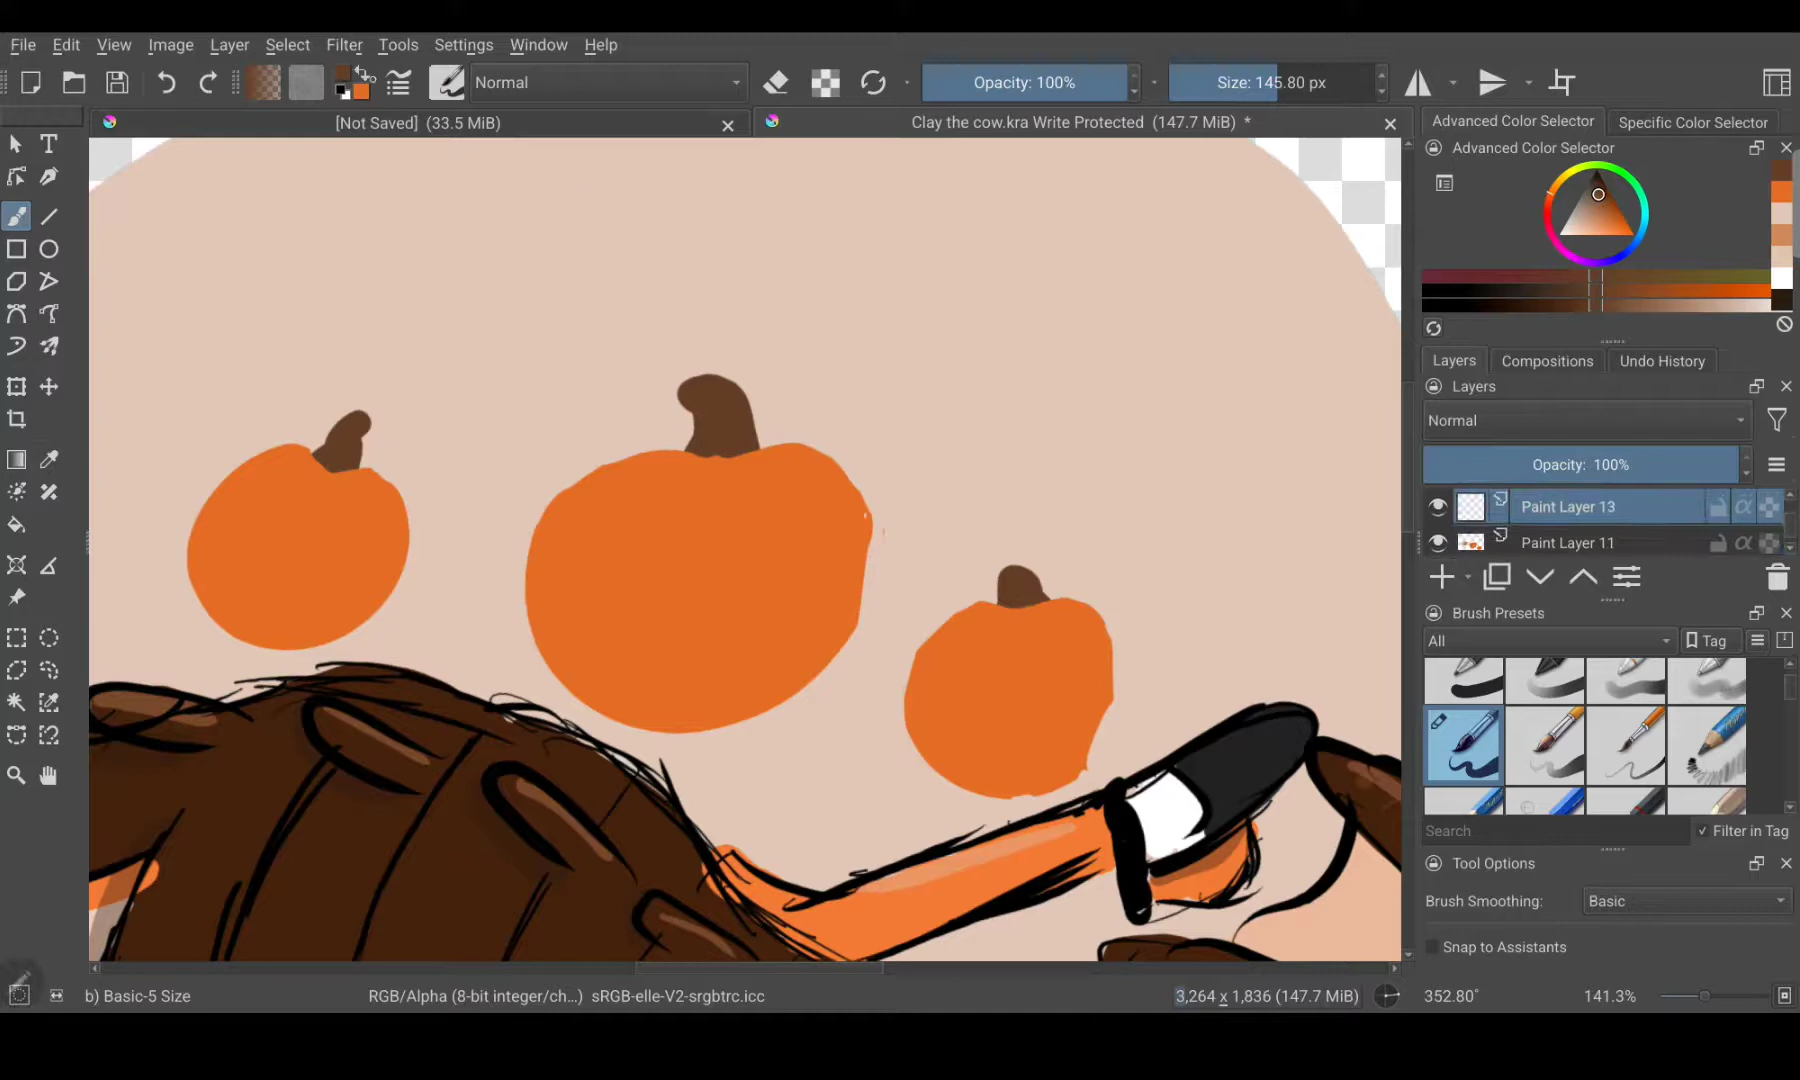 File Edit View Image Layer Select Filter Tools Settings Window Help
Normal Opacity: 100% Size: 145.80 px
[Not Saved] (33.5 MiB) Clay the cow.kra Write Protected (147.7 MiB) * Advanced Color Selector Specific Color Selector
Advanced Color Selector
Layers Compositions Undo History
Layers
Normal
Opacity: 100%
Paint Layer 13
Paint Layer 11
Brush Presets
All Tag
Search Filter in Tag
Tool Options
Brush Smoothing: Basic
Snap to Assistants
b) Basic-5 Size RGB/Alpha (8-bit integer/ch...) sRGB-elle-V2-srgbtrc.icc 3,264 x 1,836 (147.7 MiB) 352.80° 141.3%